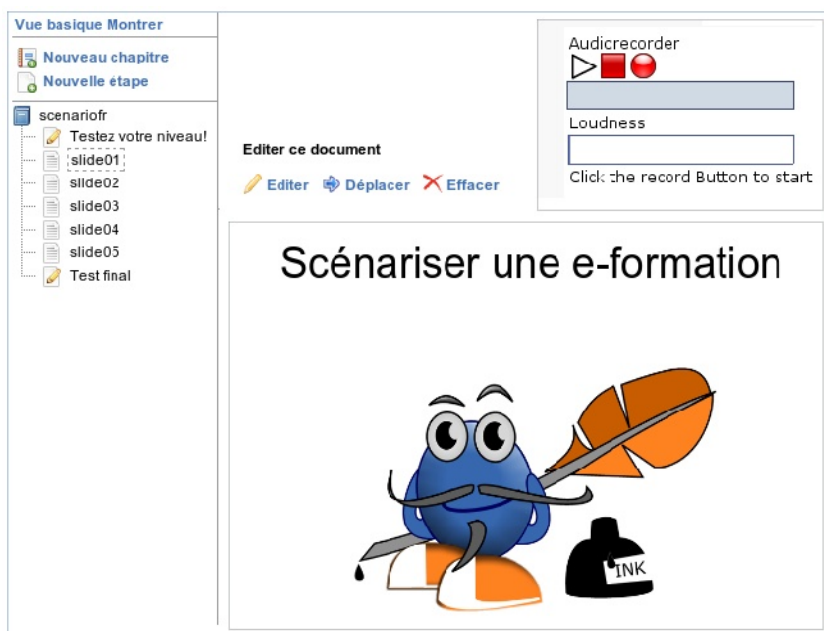 Vue basique Montrer
Nouveau chapitre
Nouvelle étape
scenariofr
Testez votre niveau!
slide01
slide02
slide03
slide04
slide05
Test final
Editer ce document
Editer Déplacer Effacer
Audicrecorder
Loudness
Click the record Button to start
Scénariser une e-formation
INK